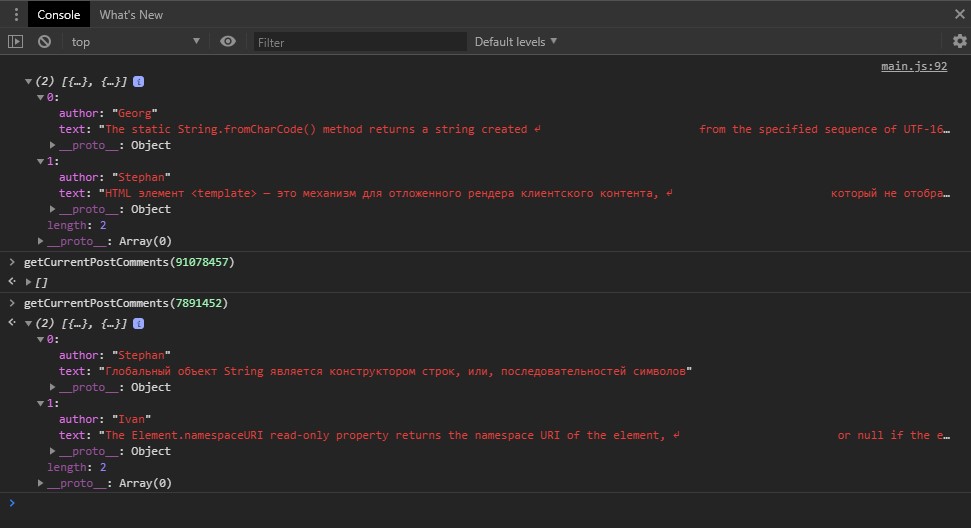 Console What's New
top Filter Default levels
main.js:92
(2) [{…}, {…}] i
0:
author: "Georg"
text: "The static String.fromCharCode() method returns a string created ↵ from the specified sequence of UTF-16…
__proto__: Object
1:
author: "Stephan"
text: "HTML элемент <template> — это механизм для отложенного рендера клиентского контента, ↵ который не отобра…
__proto__: Object
length: 2
__proto__: Array(0)
> getCurrentPostComments(91078457)
[]
> getCurrentPostComments(7891452)
(2) [{…}, {…}] i
0:
author: "Stephan"
text: "Глобальный объект String является конструктором строк, или, последовательностей символов"
__proto__: Object
1:
author: "Ivan"
text: "The Element.namespaceURI read-only property returns the namespace URI of the element, ↵ or null if the e…
__proto__: Object
length: 2
__proto__: Array(0)
>